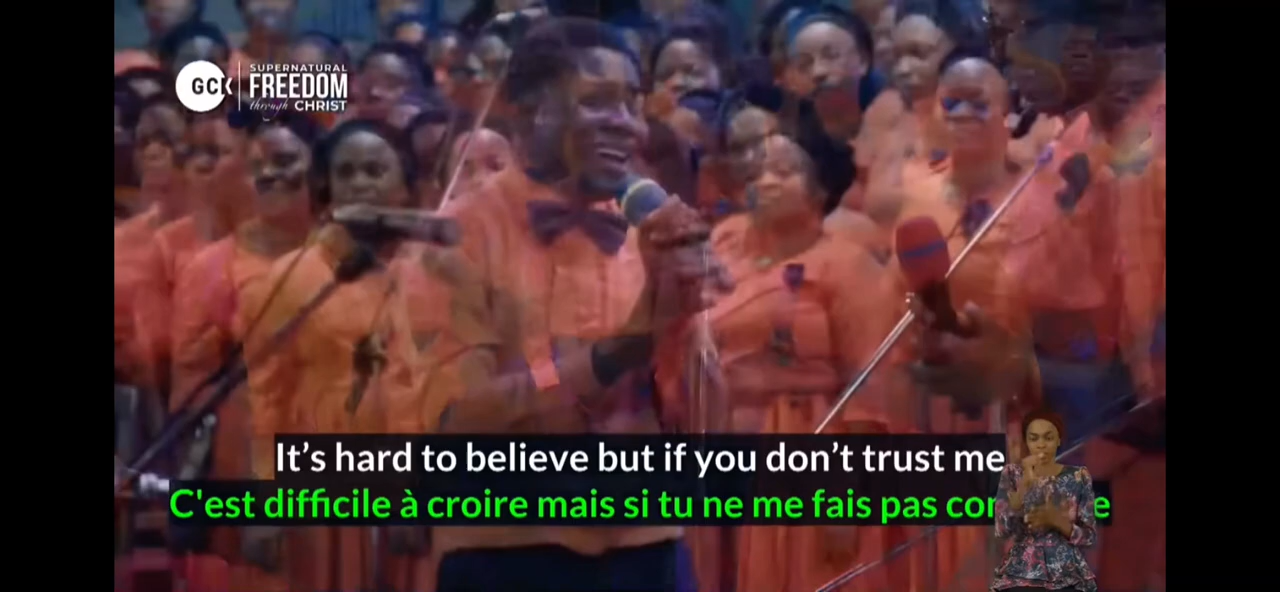 GCK
SUPERNATURAL
FREEDOM
through CHRIST
It's hard to believe but if you don't trust me
C'est difficile à croire mais si tu ne me fais pas